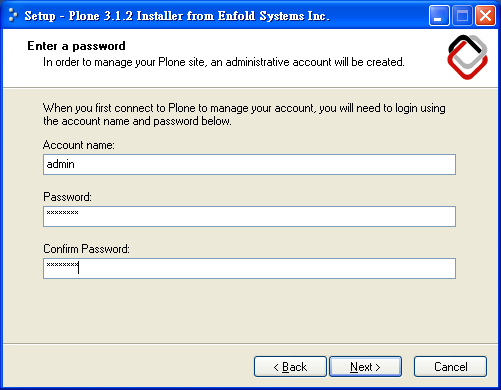 Setup - Plone 3.1.2 Installer from Enfold Systems Inc.
Enter a password
In order to manage your Plone site, an administrative account will be created.
When you first connect to Plone to manage your account, you will need to login using
the account name and password below.
Account name:
admin
Password:
xxxxxxxx
Confirm Password:
xxxxxxxx
< Back Next > Cancel